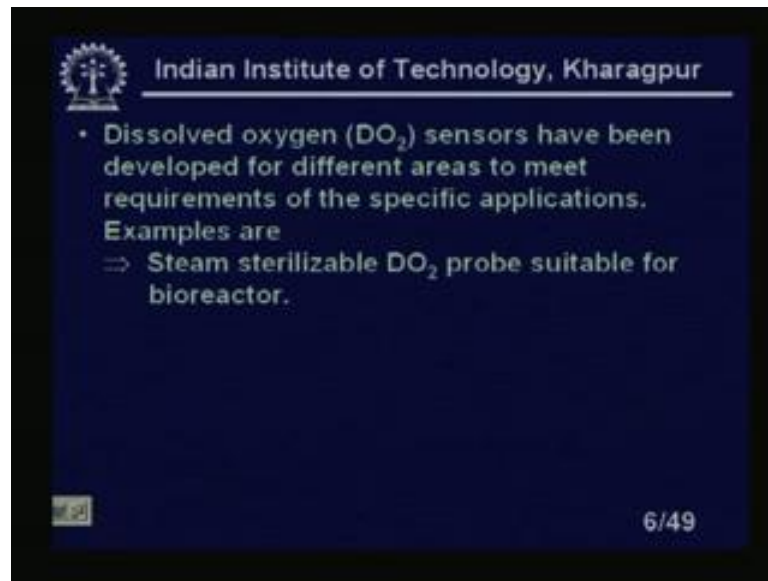 Indian Institute of Technology, Kharagpur
• Dissolved oxygen (DO₂) sensors have been
developed for different areas to meet
requirements of the specific applications.
Examples are
⇒ Steam sterilizable DO₂ probe suitable for
bioreactor.
6/49